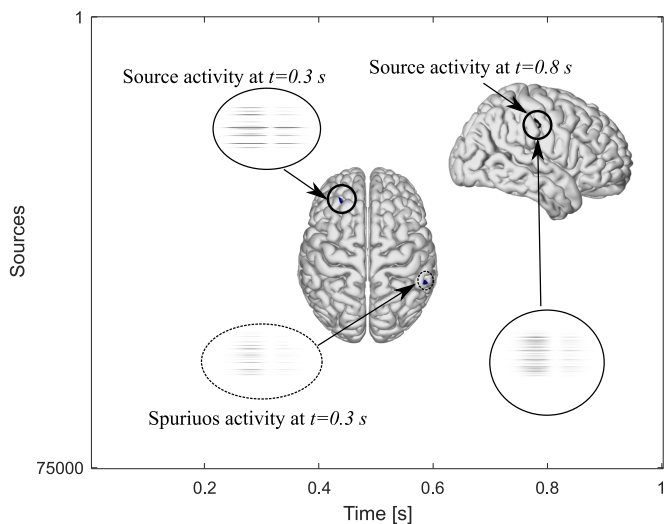 1
Source activity at t=0.8 s
Source activity at t=0.3 s
Sources
Spuriuos activity at t=0.3 s
75000
0.2 0.4 0.6 0.8 1
Time [s]